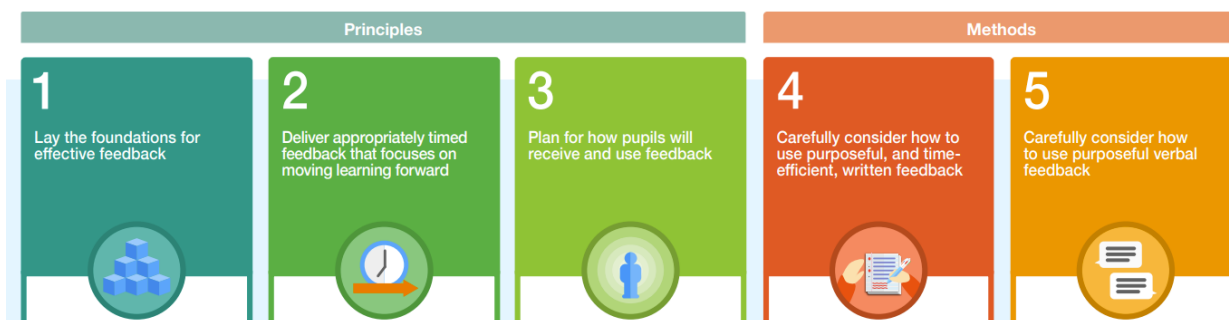 Principles
Methods
1
Lay the foundations for
effective feedback
2
Deliver appropriately timed
feedback that focuses on
moving learning forward
3
Plan for how pupils will
receive and use feedback
4
Carefully consider how to
use purposeful, and time-
efficient, written feedback
5
Carefully consider how
to use purposeful verbal
feedback